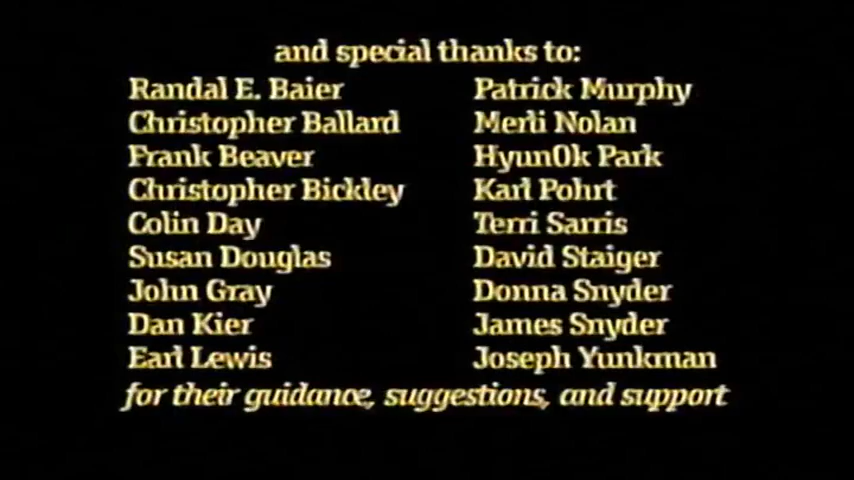 and special thanks to:
Randal E. Baier
Christopher Ballard
Frank Beaver
Christopher Bickley
Colin Day
Susan Douglas
John Gray
Dan Kier
Earl Lewis
Patrick Murphy
Merli Nolan
HyunOk Park
Karl Pohrt
Terri Sarris
David Staiger
Donna Snyder
James Snyder
Joseph Yunkman
for their guidance, suggestions, and support